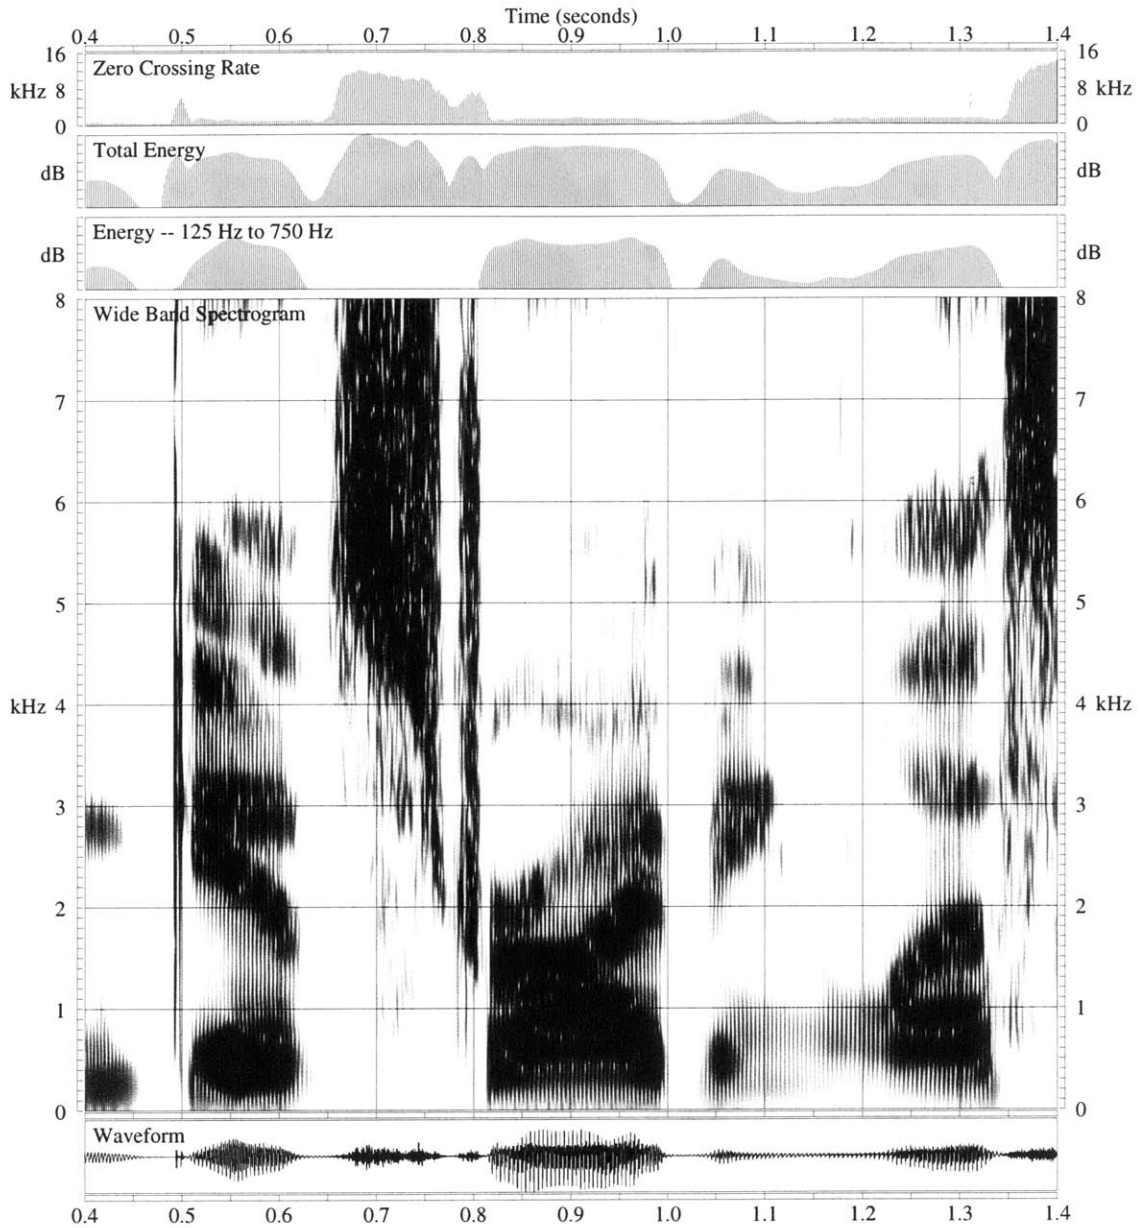 Time (seconds)
0.4 0.5 0.6 0.7 0.8 0.9 1.0 1.1 1.2 1.3 1.4
16 Zero Crossing Rate 16
kHz 8 8 kHz
0 0
Total Energy
dB dB
Energy -- 125 Hz to 750 Hz
dB dB
8 Wide Band Spectrogram 8
7 7
6 6
5 5
kHz 4 4 kHz
3 3
2 2
1 1
0 0
Waveform
0.4 0.5 0.6 0.7 0.8 0.9 1.0 1.1 1.2 1.3 1.4